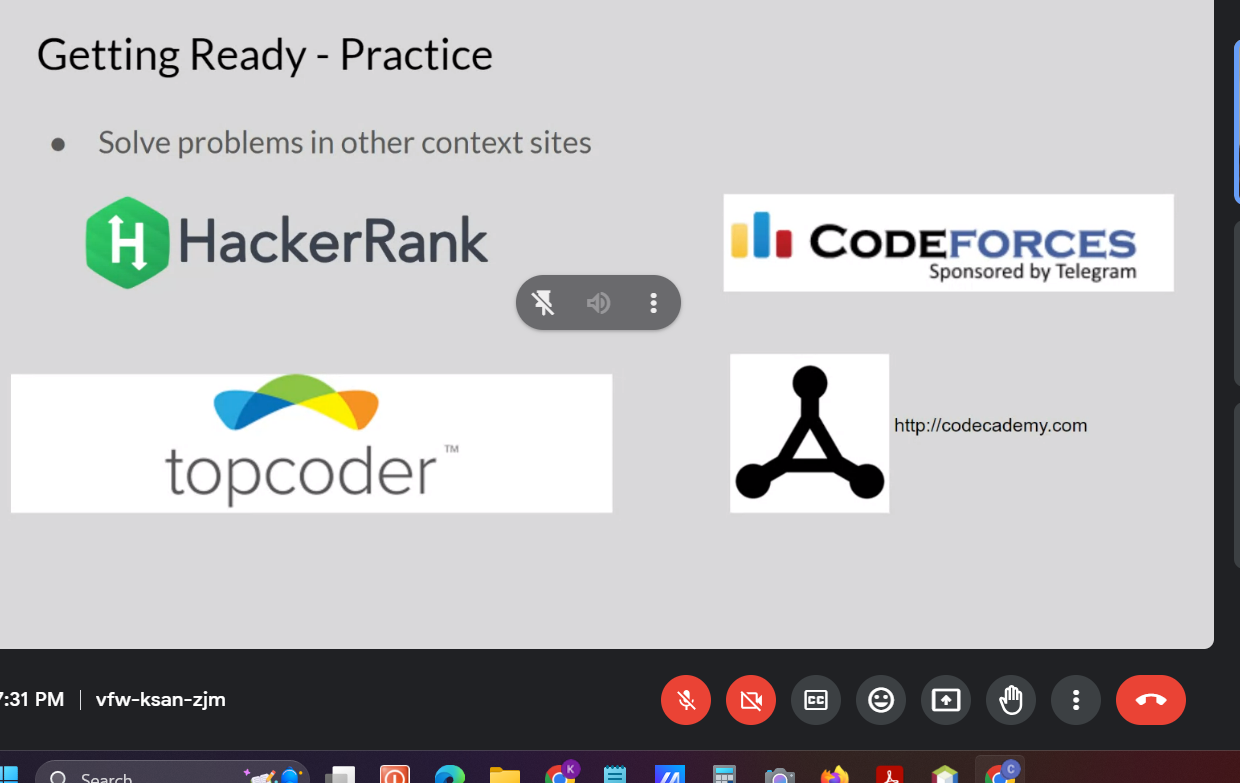 Getting Ready - Practice
● Solve problems in other context sites
H HackerRank
CODEFORCES
Sponsored by Telegram
topcoder™
http://codecademy.com
7:31 PM | vfw-ksan-zjm
CC
Search
K
C